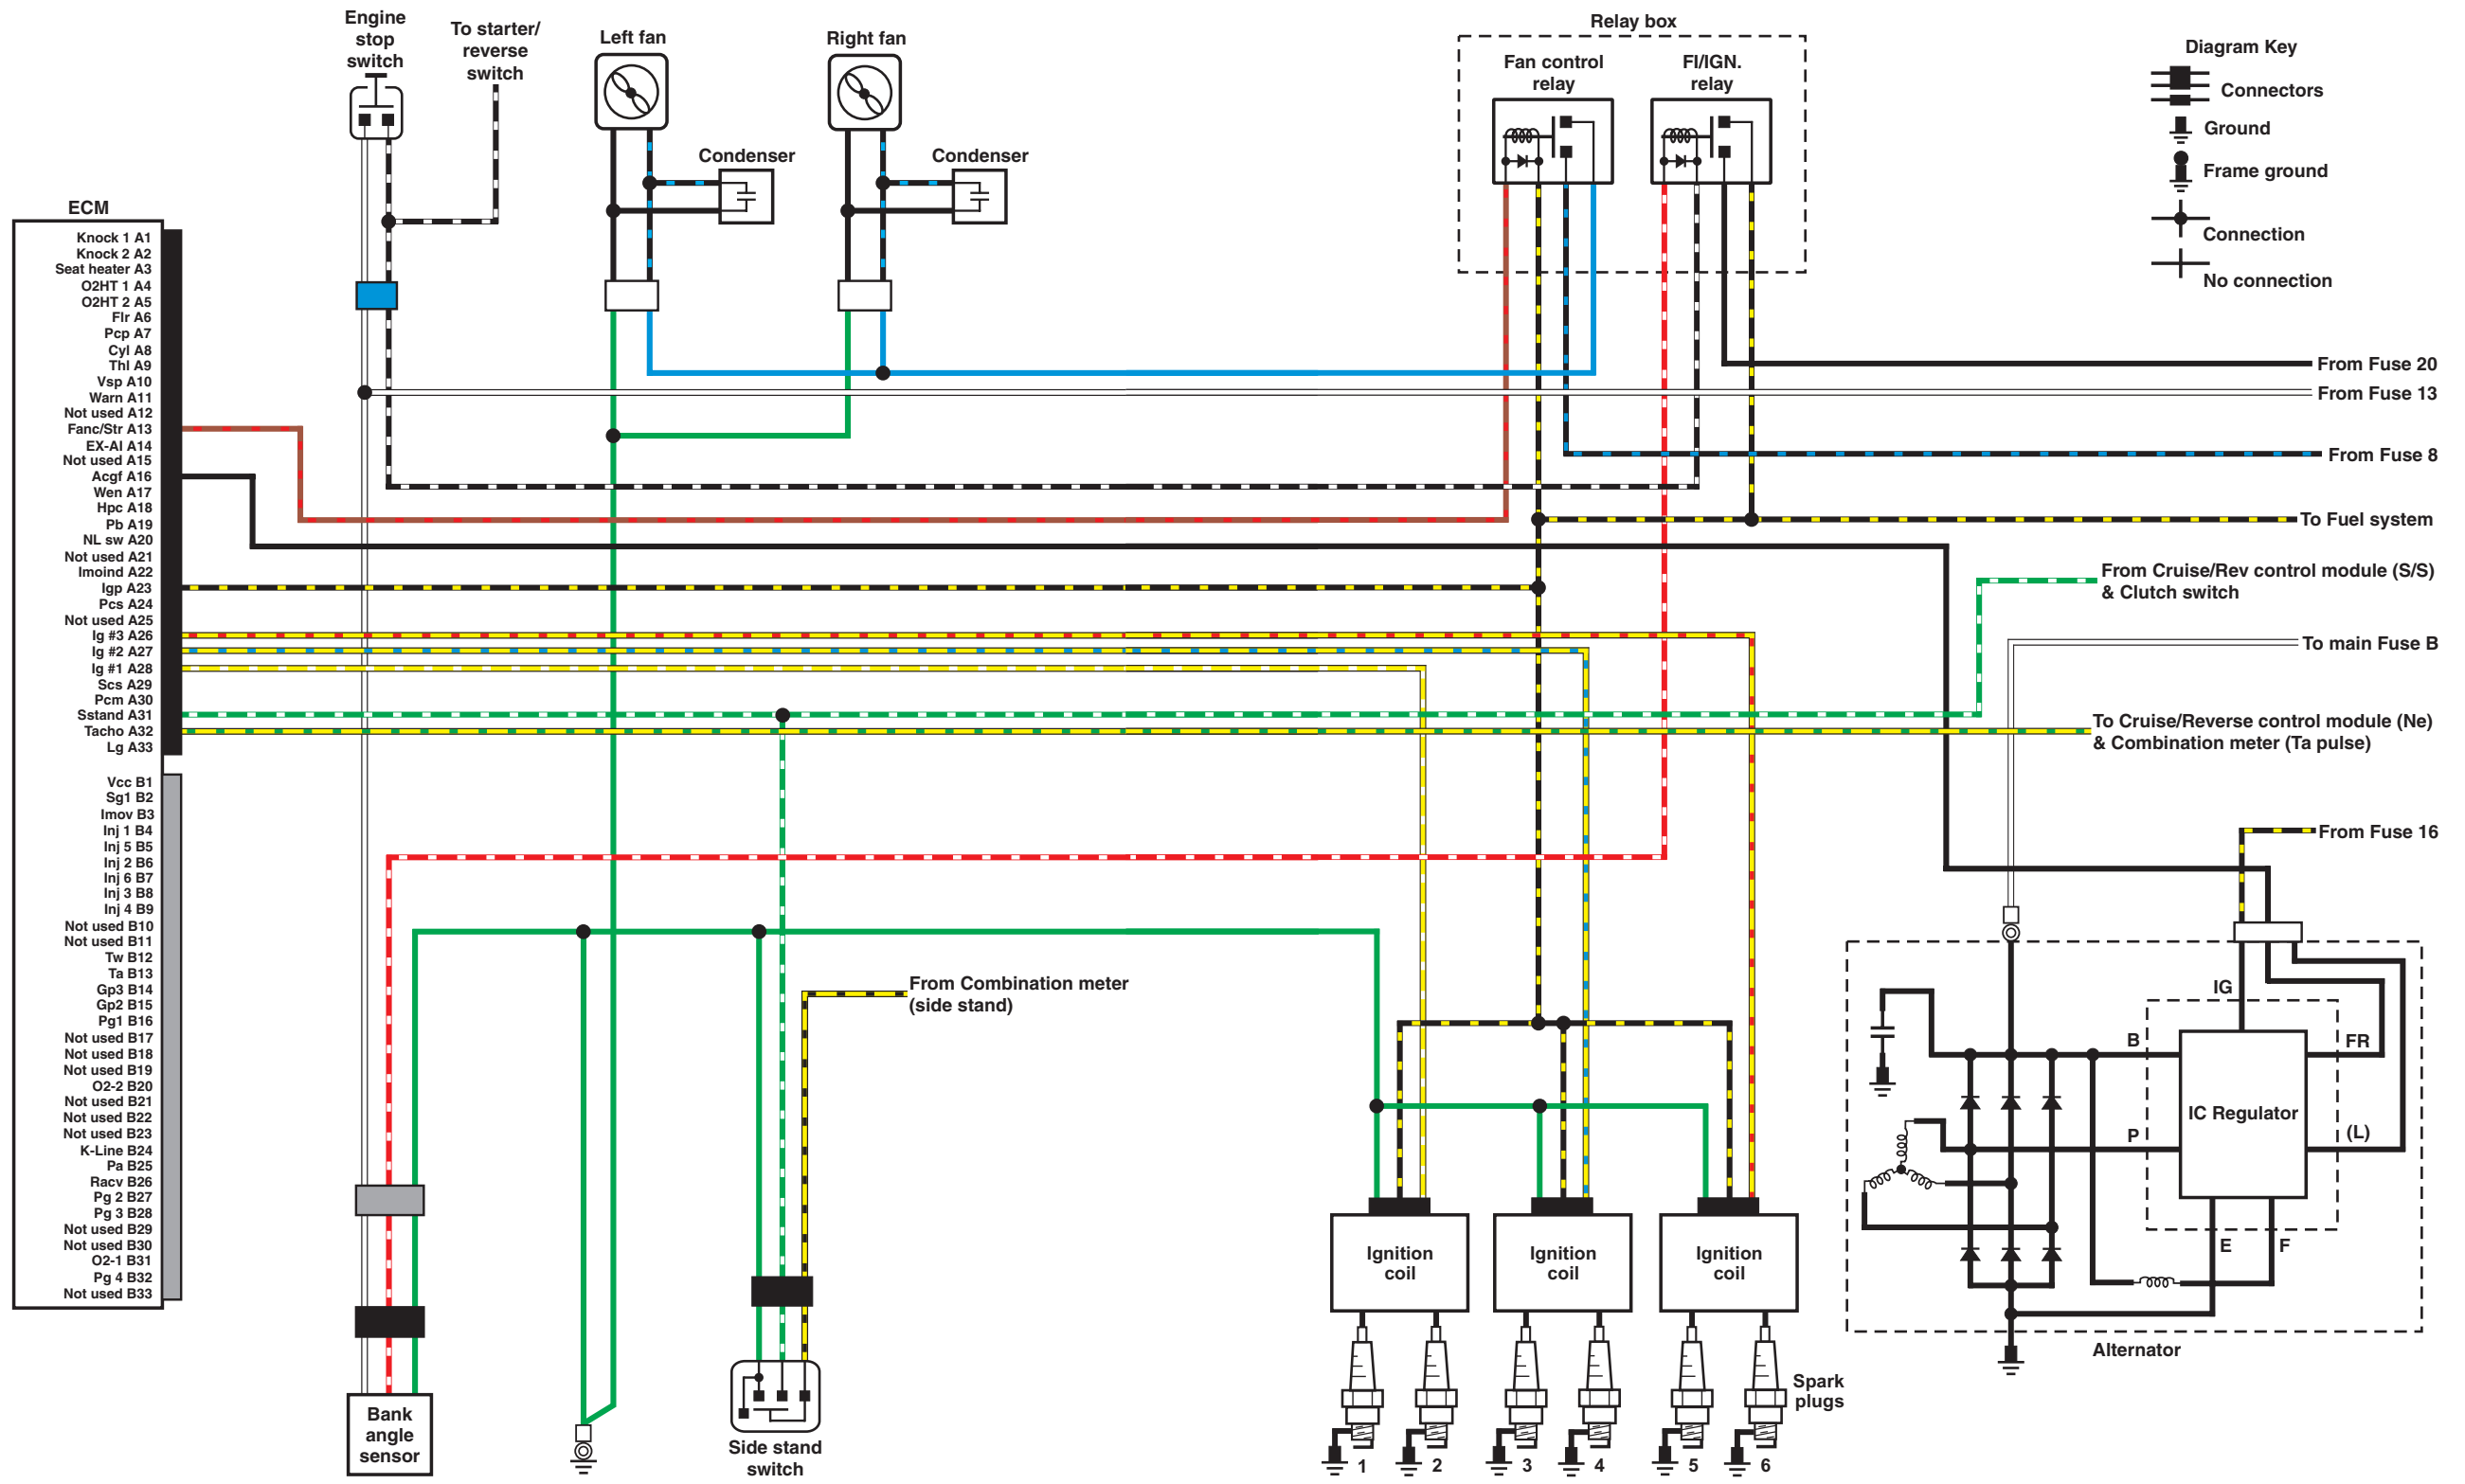 Engine
stop
switch
To starter/
reverse
switch
Left fan
Right fan
Condenser
Condenser
Relay box
Fan control
relay
FI/IGN.
relay
Diagram Key
Connectors
Ground
Frame ground
Connection
No connection
ECM
Knock 1 A1
Knock 2 A2
Seat heater A3
O2HT 1 A4
O2HT 2 A5
Flr A6
Pcp A7
Cyl A8
Thl A9
Vsp A10
Warn A11
Not used A12
Fanc/Str A13
EX-AI A14
Not used A15
Acgf A16
Wen A17
Hpc A18
Pb A19
NL sw A20
Not used A21
Imoind A22
Igp A23
Pcs A24
Not used A25
Ig #3 A26
Ig #2 A27
Ig #1 A28
Scs A29
Pcm A30
Sstand A31
Tacho A32
Lg A33
Vcc B1
Sg1 B2
Imov B3
Inj 1 B4
Inj 5 B5
Inj 2 B6
Inj 6 B7
Inj 3 B8
Inj 4 B9
Not used B10
Not used B11
Tw B12
Ta B13
Gp3 B14
Gp2 B15
Pg1 B16
Not used B17
Not used B18
Not used B19
O2-2 B20
Not used B21
Not used B22
Not used B23
K-Line B24
Pa B25
Racv B26
Pg 2 B27
Pg 3 B28
Not used B29
Not used B30
O2-1 B31
Pg 4 B32
Not used B33
From Fuse 20
From Fuse 13
From Fuse 8
To Fuel system
From Cruise/Rev control module (S/S)
& Clutch switch
To main Fuse B
To Cruise/Reverse control module (Ne)
& Combination meter (Ta pulse)
From Fuse 16
From Combination meter
(side stand)
IG
B
FR
IC Regulator
P
(L)
E
F
Alternator
Ignition
coil
Ignition
coil
Ignition
coil
Spark
plugs
1
2
3
4
5
6
Bank
angle
sensor
Side stand
switch